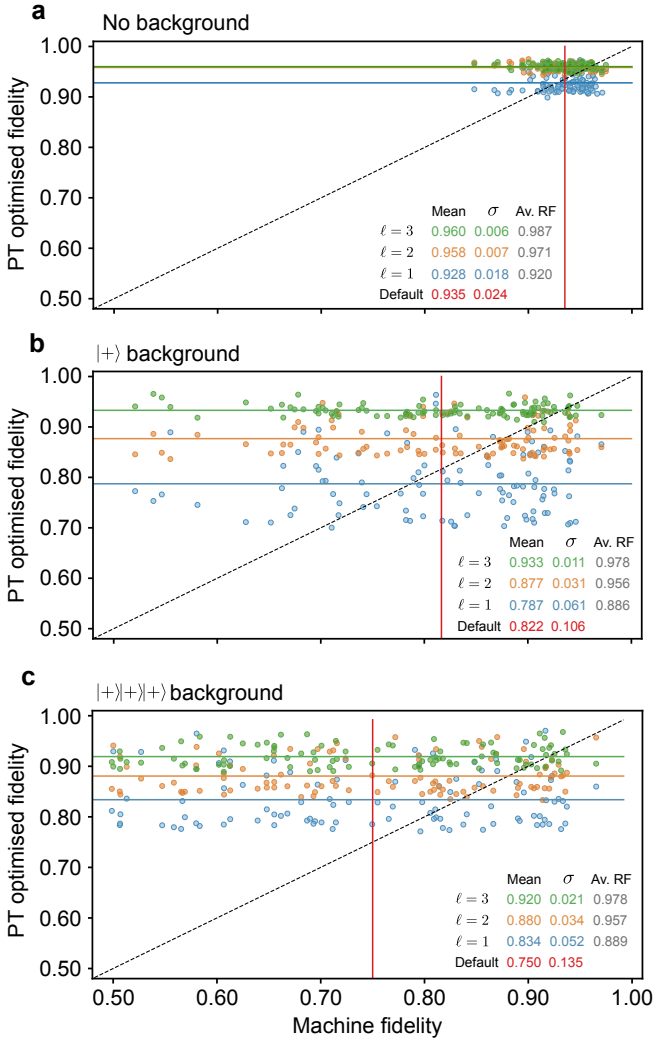 a
No background
1.00
0.90
0.80
0.70
0.60
0.50
PT optimised fidelity
Mean σ Av. RF
ℓ = 3 0.960 0.006 0.987
ℓ = 2 0.958 0.007 0.971
ℓ = 1 0.928 0.018 0.920
Default 0.935 0.024
b
|+⟩ background
1.00
0.90
0.80
0.70
0.60
0.50
PT optimised fidelity
Mean σ Av. RF
ℓ = 3 0.933 0.011 0.978
ℓ = 2 0.877 0.031 0.956
ℓ = 1 0.787 0.061 0.886
Default 0.822 0.106
c
|+⟩|+⟩|+⟩ background
1.00
0.90
0.80
0.70
0.60
0.50
PT optimised fidelity
Mean σ Av. RF
ℓ = 3 0.920 0.021 0.978
ℓ = 2 0.880 0.034 0.957
ℓ = 1 0.834 0.052 0.889
Default 0.750 0.135
0.50 0.60 0.70 0.80 0.90 1.00
Machine fidelity